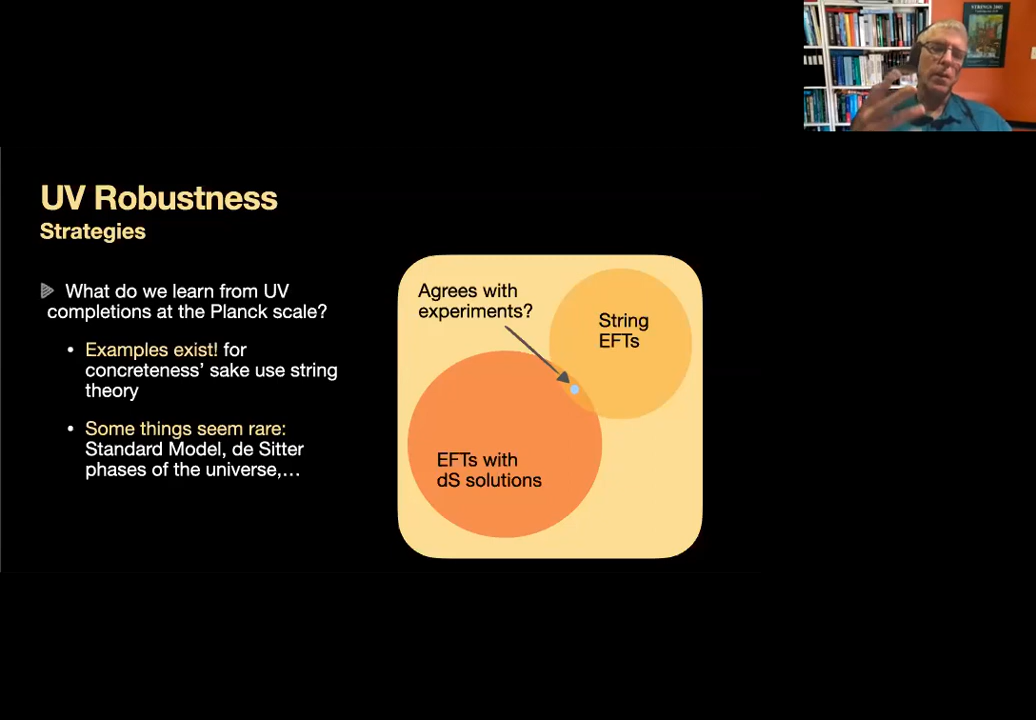 UV Robustness
Strategies
What do we learn from UV
completions at the Planck scale?
• Examples exist! for
concreteness’ sake use string
theory
• Some things seem rare:
Standard Model, de Sitter
phases of the universe,…
Agrees with
experiments?
String
EFTs
EFTs with
dS solutions